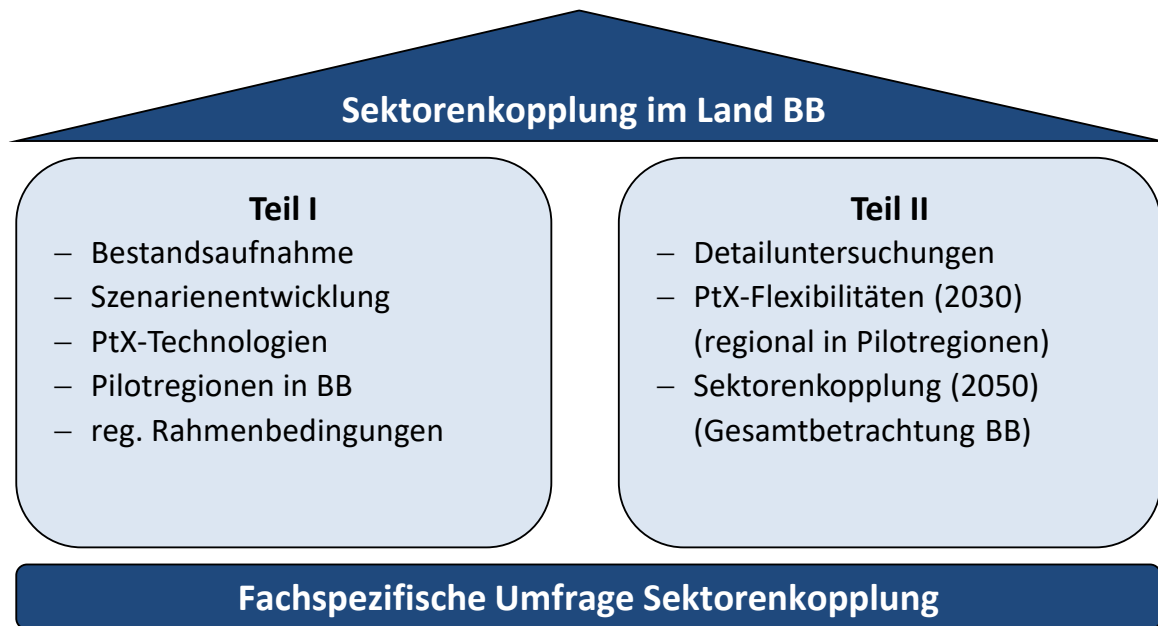 Sektorenkopplung im Land BB
Teil I
– Bestandsaufnahme
– Szenarienentwicklung
– PtX-Technologien
– Pilotregionen in BB
– reg. Rahmenbedingungen
Teil II
– Detailuntersuchungen
– PtX-Flexibilitäten (2030)
(regional in Pilotregionen)
– Sektorenkopplung (2050)
(Gesamtbetrachtung BB)
Fachspezifische Umfrage Sektorenkopplung